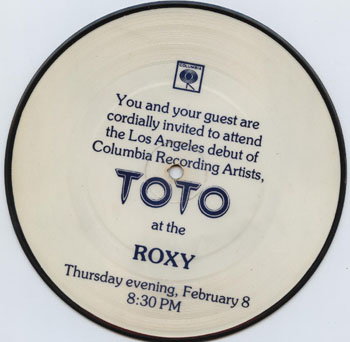 COLUMBIA
You and your guest are
cordially invited to attend
the Los Angeles debut of
Columbia Recording Artists,
TOTO
at the
ROXY
Thursday evening, February 8
8:30 PM